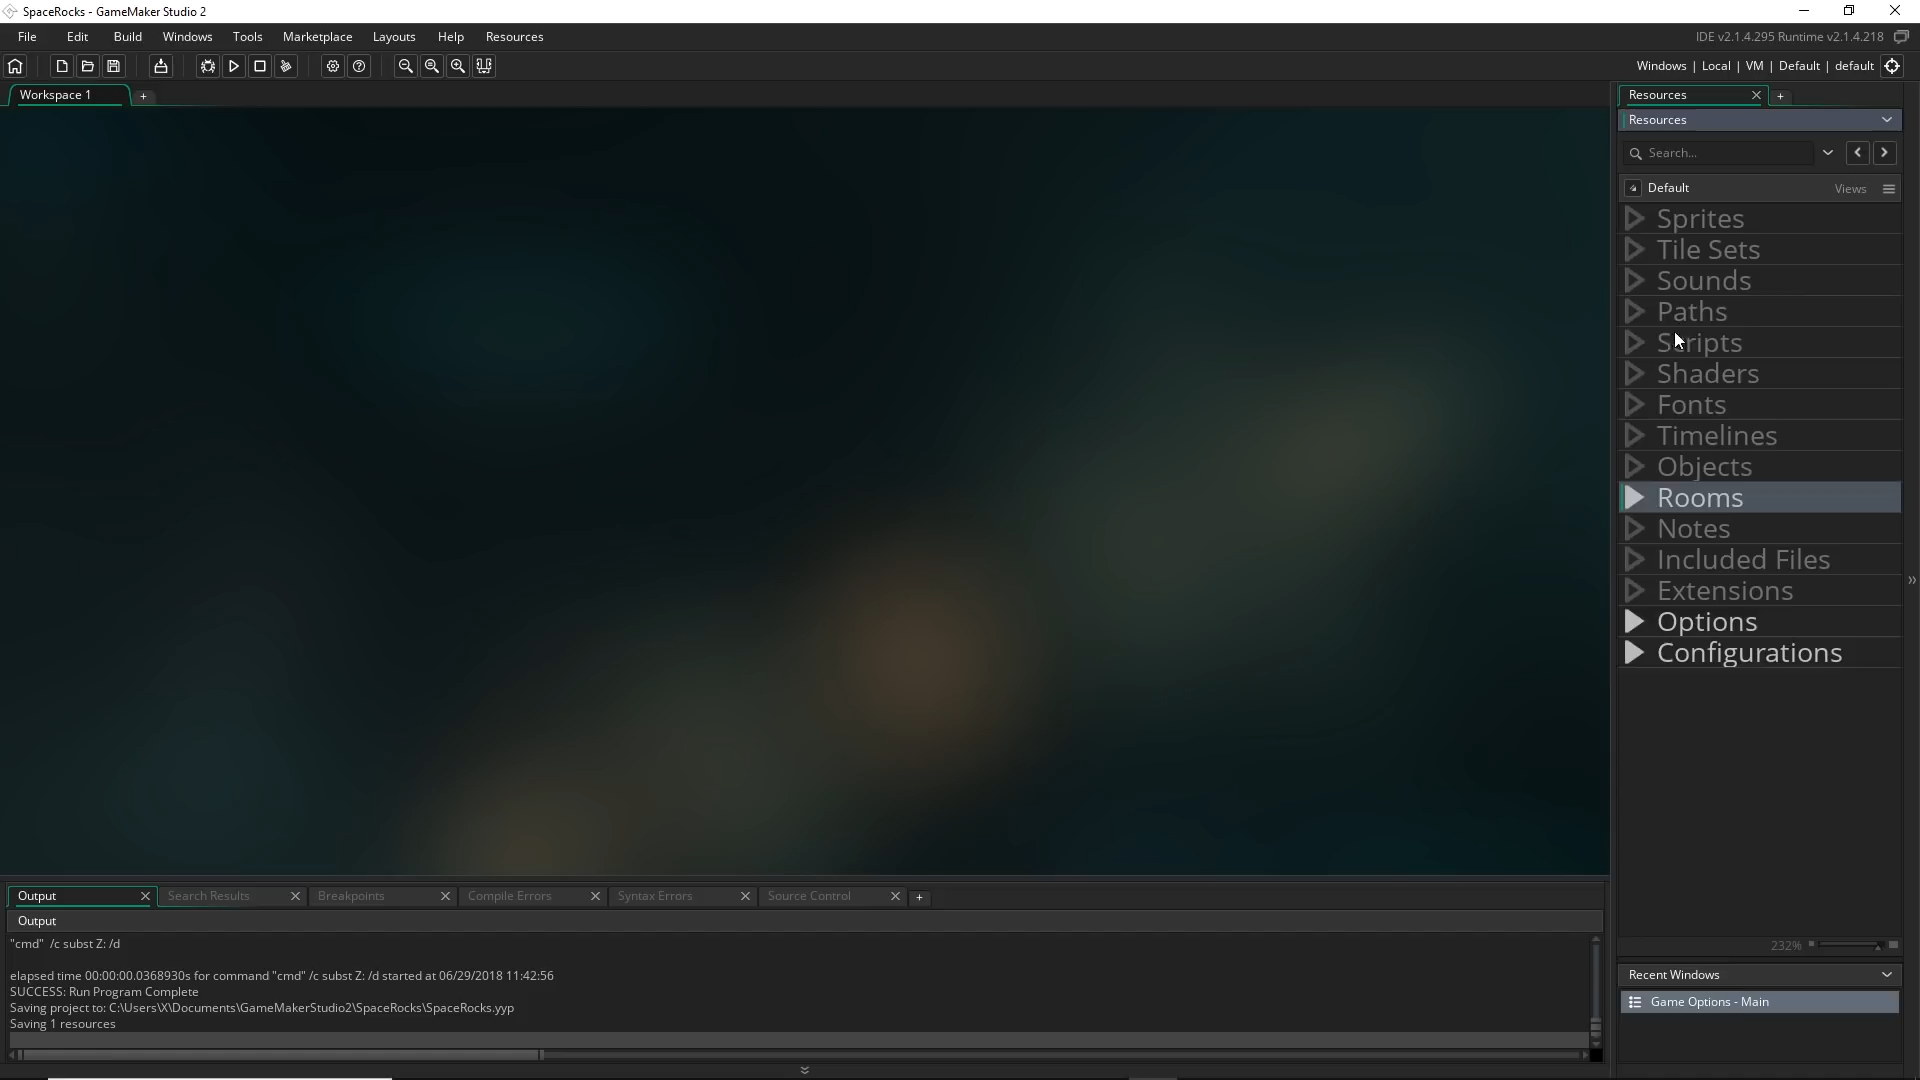 SpaceRocks - GameMaker Studio 2
File Edit Build Windows Tools Marketplace Layouts Help Resources
IDE v2.1.4.295 Runtime v2.1.4.218
Windows | Local | VM | Default | default
Workspace 1 +
Resources +
Resources
Search...
Default Views
Sprites
Tile Sets
Sounds
Paths
Scripts
Shaders
Fonts
Timelines
Objects
Rooms
Notes
Included Files
Extensions
Options
Configurations
232%
Recent Windows
Game Options - Main
Output Search Results Breakpoints Compile Errors Syntax Errors Source Control +
Output
"cmd" /c subst Z: /d
elapsed time 00:00:00.0368930s for command "cmd" /c subst Z: /d started at 06/29/2018 11:42:56
SUCCESS: Run Program Complete
Saving project to: C:\Users\X\Documents\GameMakerStudio2\SpaceRocks\SpaceRocks.yyp
Saving 1 resources